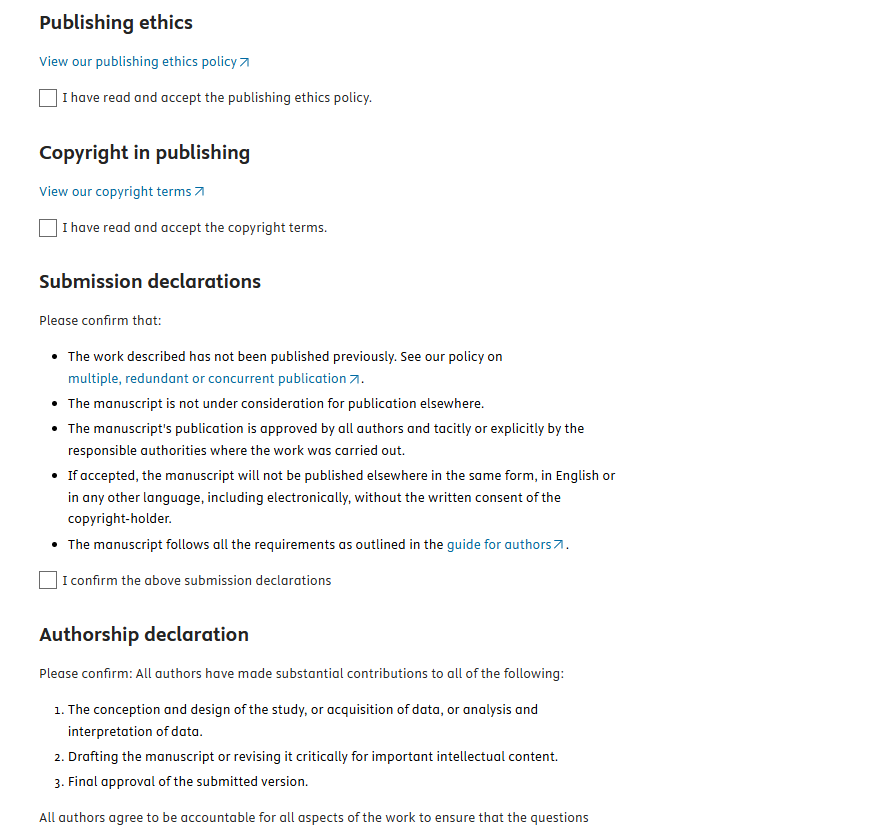 Publishing ethics
View our publishing ethics policy
I have read and accept the publishing ethics policy.
Copyright in publishing
View our copyright terms
I have read and accept the copyright terms.
Submission declarations
Please confirm that:
The work described has not been published previously. See our policy on
multiple, redundant or concurrent publication.
The manuscript is not under consideration for publication elsewhere.
The manuscript's publication is approved by all authors and tacitly or explicitly by the
responsible authorities where the work was carried out.
If accepted, the manuscript will not be published elsewhere in the same form, in English or
in any other language, including electronically, without the written consent of the
copyright-holder.
The manuscript follows all the requirements as outlined in the guide for authors.
I confirm the above submission declarations
Authorship declaration
Please confirm: All authors have made substantial contributions to all of the following:
1. The conception and design of the study, or acquisition of data, or analysis and
interpretation of data.
2. Drafting the manuscript or revising it critically for important intellectual content.
3. Final approval of the submitted version.
All authors agree to be accountable for all aspects of the work to ensure that the questions